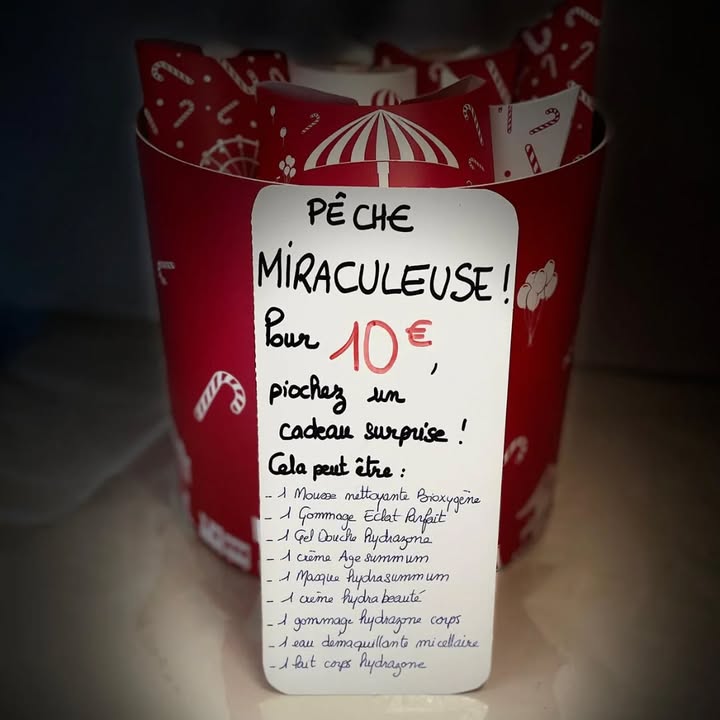 PÊCHE
MIRACULEUSE !
Pour 10€,
piochez un
cadeau surprise !
Cela peut être :
- 1 Mousse nettoyante Bioxygène
- 1 Gommage Eclat Parfait
- 1 Gel Douche hydrazone
- 1 crème Age summum
- 1 Masque hydrasummum
- 1 crème hydrabeauté
- 1 gommage hydrazone corps
- 1 eau démaquillante micellaire
- 1 lait corps hydrazone